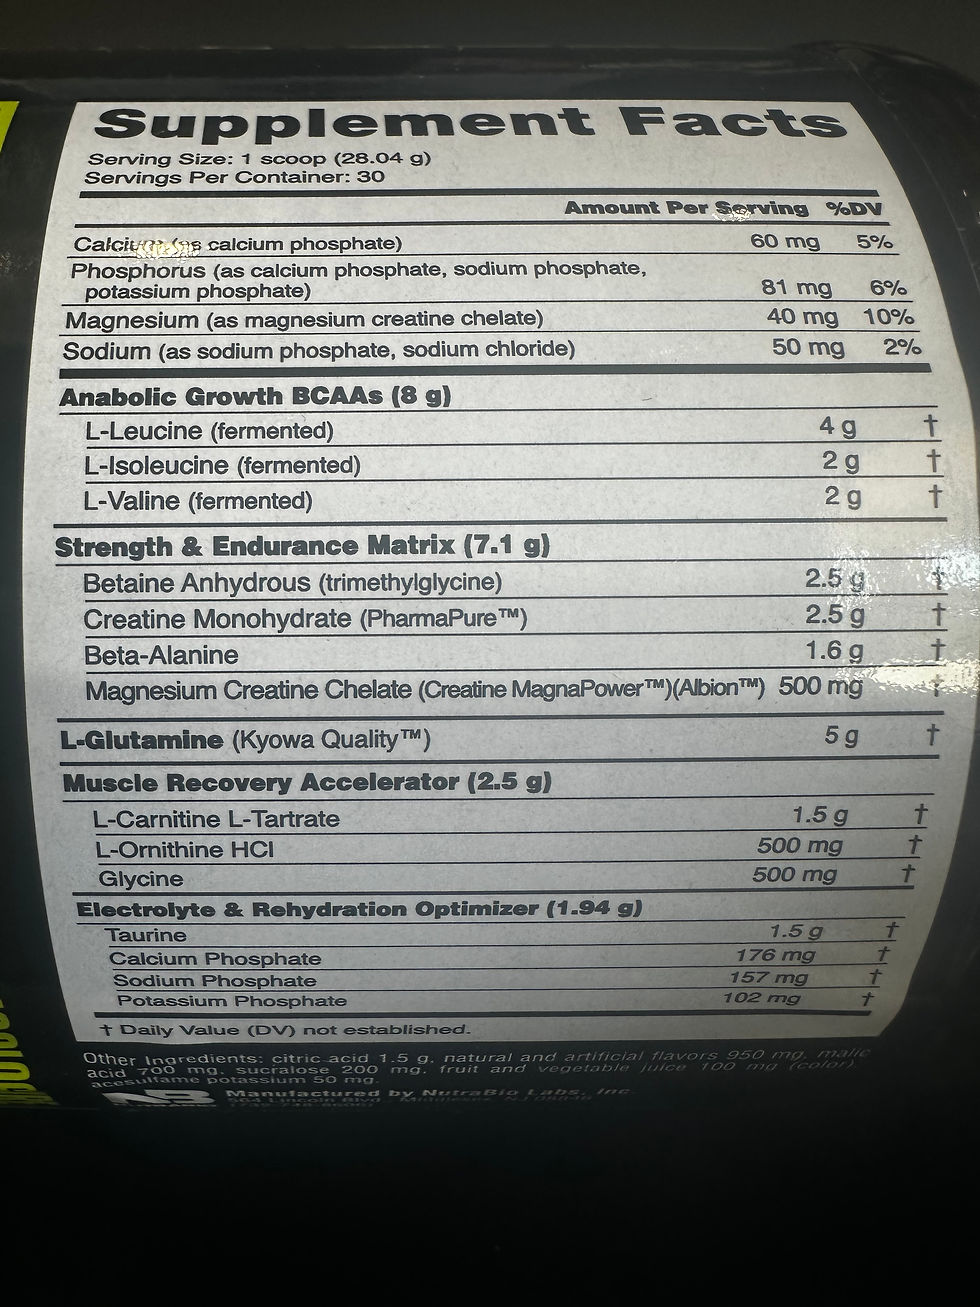 Supplement Facts
Serving Size: 1 scoop (28.04 g)
Servings Per Container: 30
Amount Per Serving %DV
Calcium (as calcium phosphate) 60 mg 5%
Phosphorus (as calcium phosphate, sodium phosphate,
potassium phosphate) 81 mg 6%
Magnesium (as magnesium creatine chelate) 40 mg 10%
Sodium (as sodium phosphate, sodium chloride) 50 mg 2%
Anabolic Growth BCAAs (8 g)
L-Leucine (fermented) 4 g †
L-Isoleucine (fermented) 2 g †
L-Valine (fermented) 2 g †
Strength & Endurance Matrix (7.1 g)
Betaine Anhydrous (trimethylglycine) 2.5 g †
Creatine Monohydrate (PharmaPure™) 2.5 g †
Beta-Alanine 1.6 g †
Magnesium Creatine Chelate (Creatine MagnaPower™)(Albion™) 500 mg †
L-Glutamine (Kyowa Quality™) 5 g †
Muscle Recovery Accelerator (2.5 g)
L-Carnitine L-Tartrate 1.5 g †
L-Ornithine HCl 500 mg †
Glycine 500 mg †
Electrolyte & Rehydration Optimizer (1.94 g)
Taurine 1.5 g †
Calcium Phosphate 176 mg †
Sodium Phosphate 157 mg †
Potassium Phosphate 102 mg †
† Daily Value (DV) not established.
Other Ingredients: citric acid 1.5 g, natural and artificial flavors 950 mg, malic
acid 700 mg, sucralose 200 mg, fruit and vegetable juice 100 mg (color),
acesulfame potassium 50 mg.
NB Manufactured by NutraBio Labs, Inc.
564 Lincoln Blvd., Middlesex, NJ